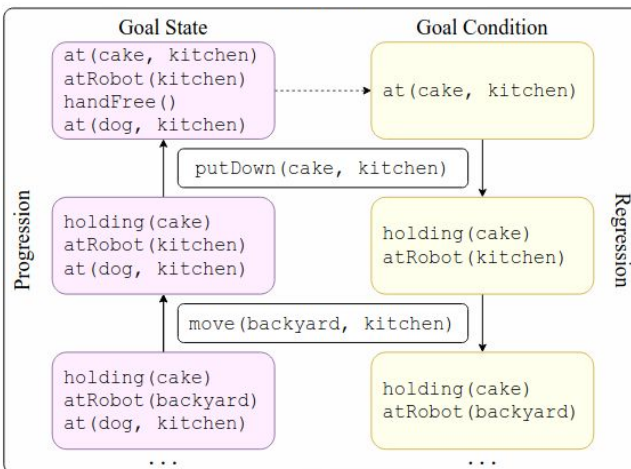 Goal State
Goal Condition
at(cake, kitchen)
atRobot(kitchen)
handFree()
at(dog, kitchen)
at(cake, kitchen)
putDown(cake, kitchen)
Progression
Regression
holding(cake)
atRobot(kitchen)
at(dog, kitchen)
holding(cake)
atRobot(kitchen)
move(backyard, kitchen)
holding(cake)
atRobot(backyard)
at(dog, kitchen)
holding(cake)
atRobot(backyard)
...
...